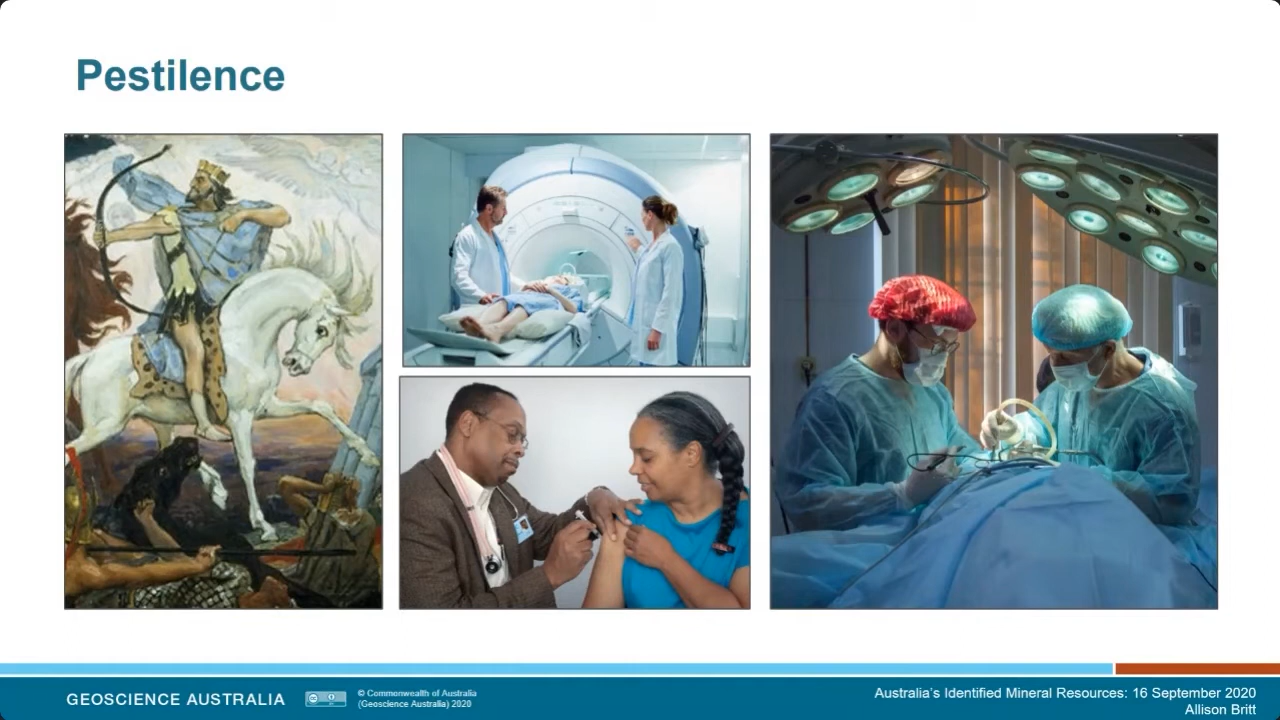 Pestilence
GEOSCIENCE AUSTRALIA
© Commonwealth of Australia
(Geoscience Australia) 2020
Australia's Identified Mineral Resources: 16 September 2020
Allison Britt